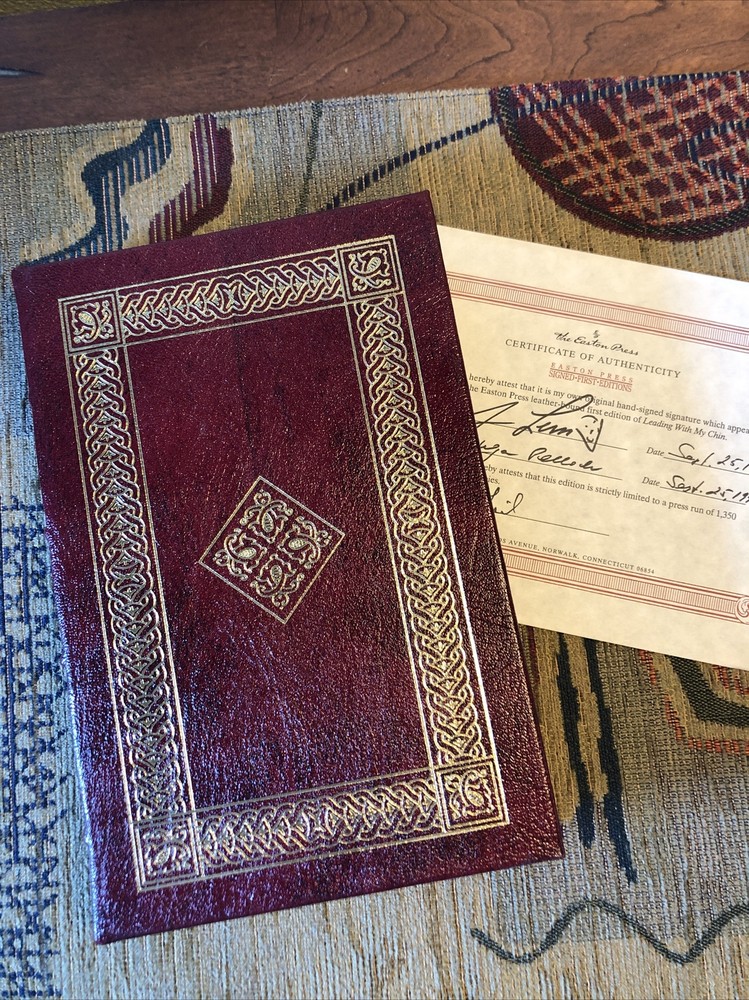 the Easton Press
CERTIFICATE OF AUTHENTICITY
EASTON PRESS
SIGNED•FIRST•EDITIONS
hereby attest that it is my own original hand-signed signature which appea
he Easton Press leather-bound first edition of Leading With My Chin.
Date Sept. 25, 1
Date Sept. 25 19
eby attests that this edition is strictly limited to a press run of 1,350
es.
AVENUE, NORWALK, CONNECTICUT 06854